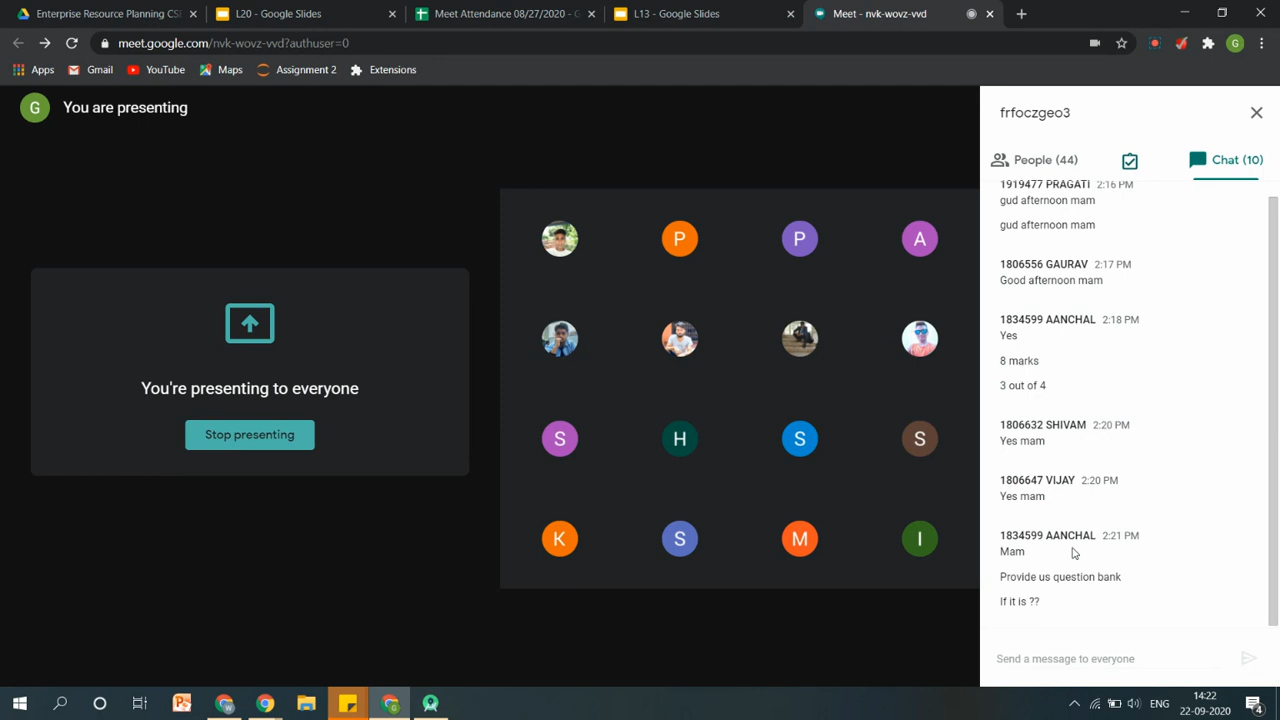 Enterprise Resource Planning CSE
L20 - Google Slides
Meet Attendance 08/27/2020 - G
L13 - Google Slides
Meet - nvk-wovz-vvd
meet.google.com/nvk-wovz-vvd?authuser=0
G
Apps
Gmail
YouTube
Maps
Assignment 2
Extensions
G
You are presenting
frfoczgeo3
People (44)
Chat (10)
1919477 PRAGATI 2:16 PM
gud afternoon mam
gud afternoon mam
1806556 GAURAV 2:17 PM
Good afternoon mam
1834599 AANCHAL 2:18 PM
Yes
8 marks
3 out of 4
1806632 SHIVAM 2:20 PM
Yes mam
1806647 VIJAY 2:20 PM
Yes mam
1834599 AANCHAL 2:21 PM
Mam
Provide us question bank
If it is ??
Send a message to everyone
P P A
You're presenting to everyone
Stop presenting
S H S S
K S M I
ENG
14:22
22-09-2020
4